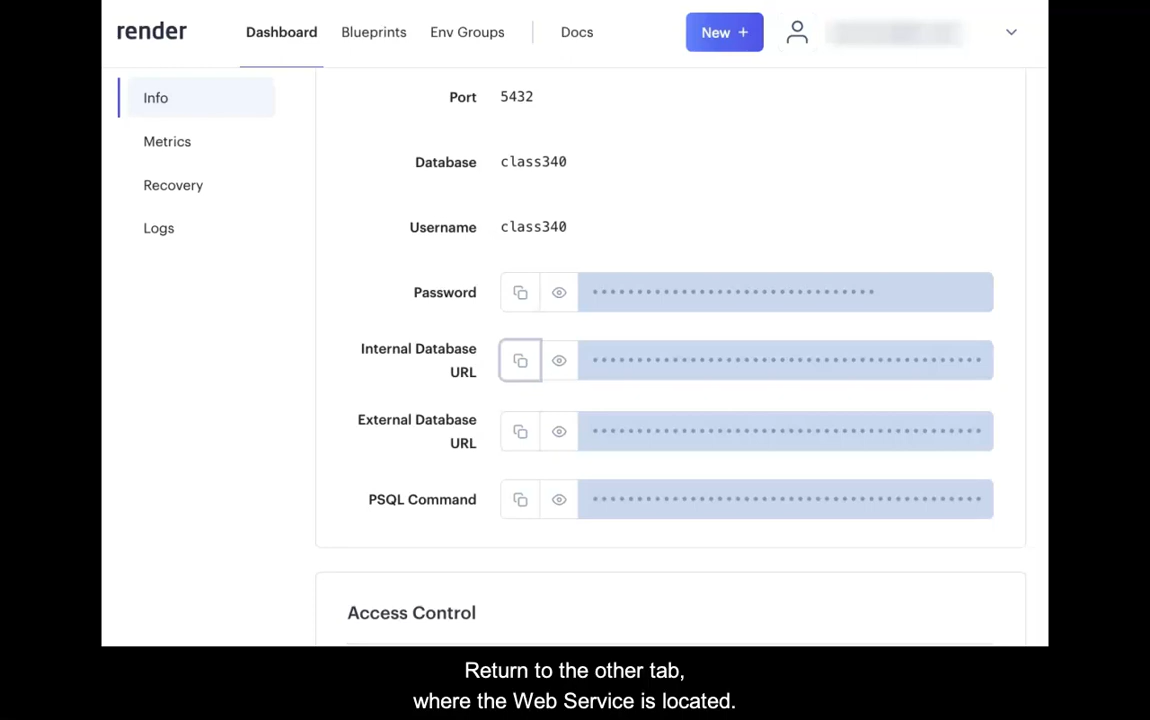 render
Dashboard
Blueprints
Env Groups
Docs
New +
Info
Metrics
Recovery
Logs
Port 5432
Database class340
Username class340
Password ••••••••••••••••••••••••••••••••
Internal Database
URL
••••••••••••••••••••••••••••••••••••••••••••
External Database
URL
••••••••••••••••••••••••••••••••••••••••••••
PSQL Command ••••••••••••••••••••••••••••••••••••••••••••
Access Control
Return to the other tab,
where the Web Service is located.